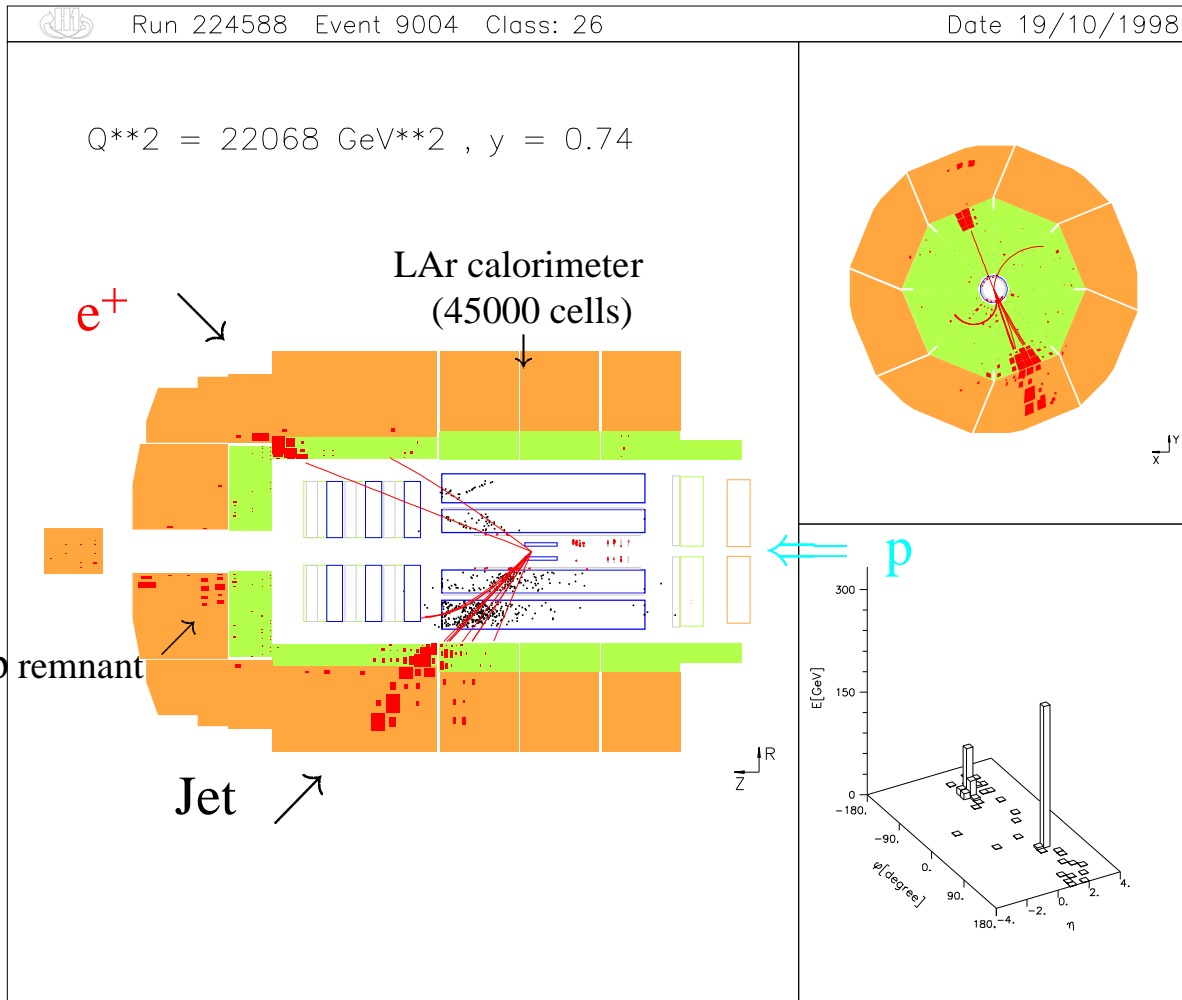 H1 Run 224588 Event 9004 Class: 26 Date 19/10/1998
Q**2 = 22068 GeV**2 , y = 0.74
LAr calorimeter
(45000 cells)
e+
p
p remnant
Jet
R
Z
Y
X
E[GeV]
300
150
0
-180.
-90.
0.
90.
180.
φ[degree]
-4.
-2.
0.
2.
4.
η